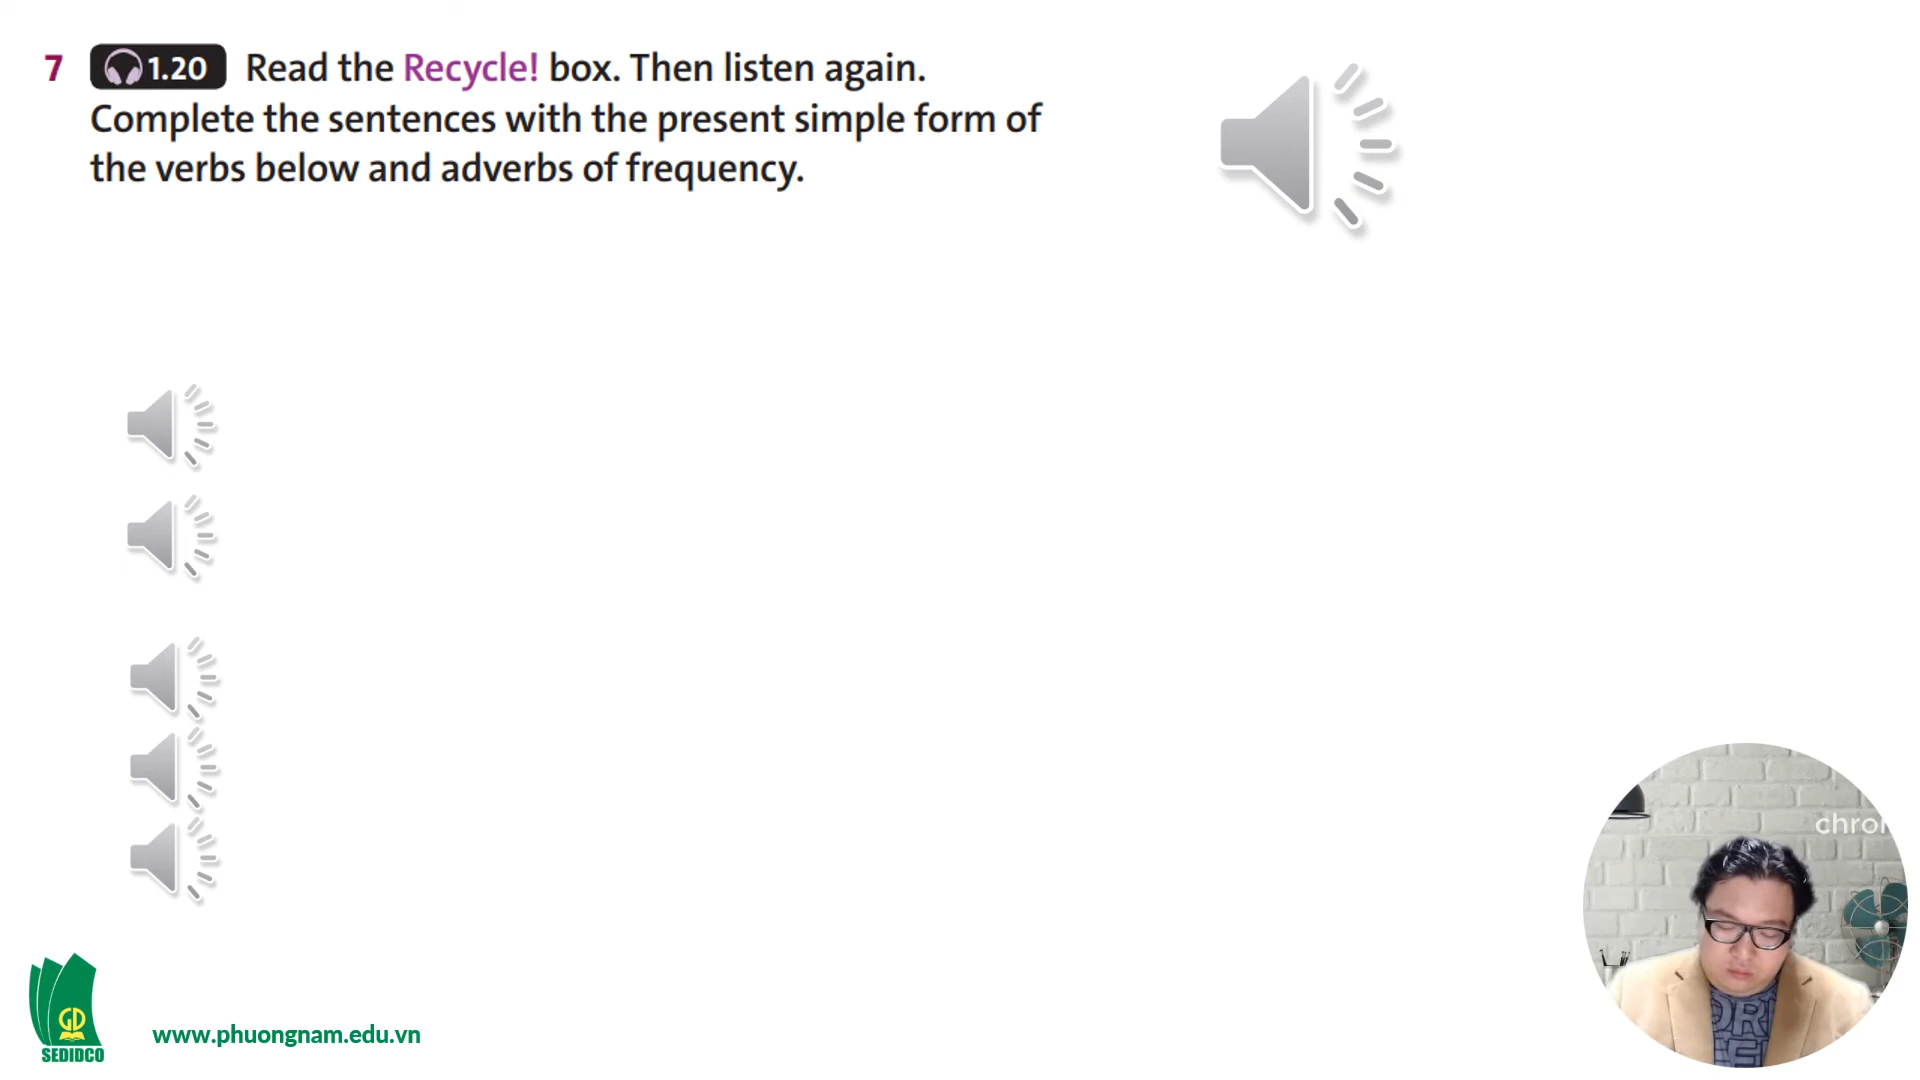 7 1.20 Read the Recycle! box. Then listen again.
Complete the sentences with the present simple form of
the verbs below and adverbs of frequency.
GD
SEDIDCO
www.phuongnam.edu.vn